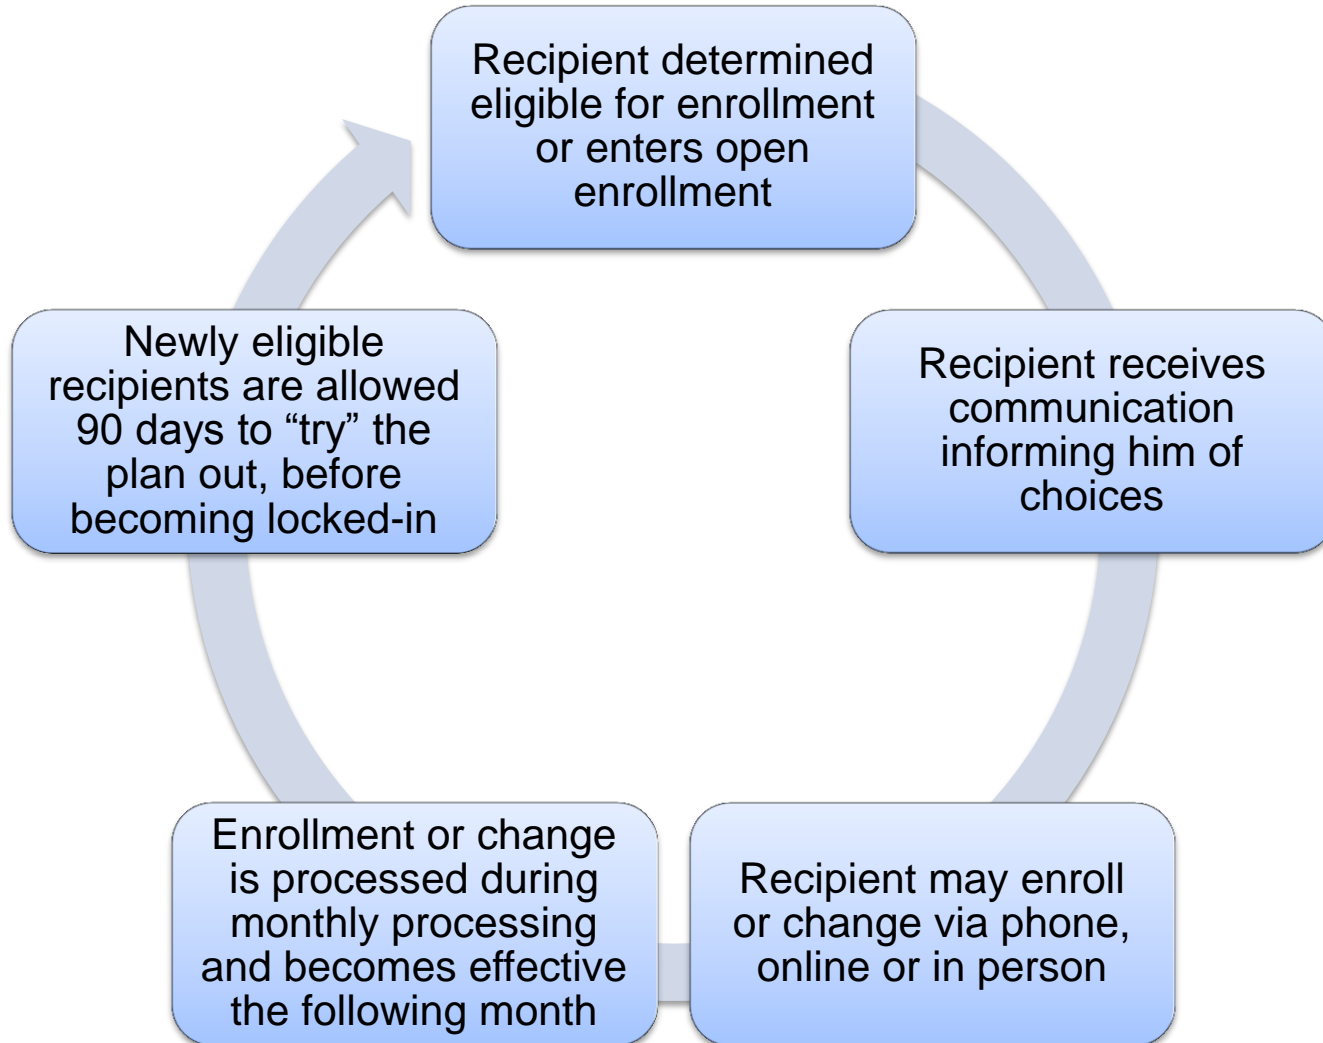 Recipient determined
eligible for enrollment
or enters open
enrollment
Recipient receives
communication
informing him of
choices
Recipient may enroll
or change via phone,
online or in person
Enrollment or change
is processed during
monthly processing
and becomes effective
the following month
Newly eligible
recipients are allowed
90 days to “try” the
plan out, before
becoming locked-in